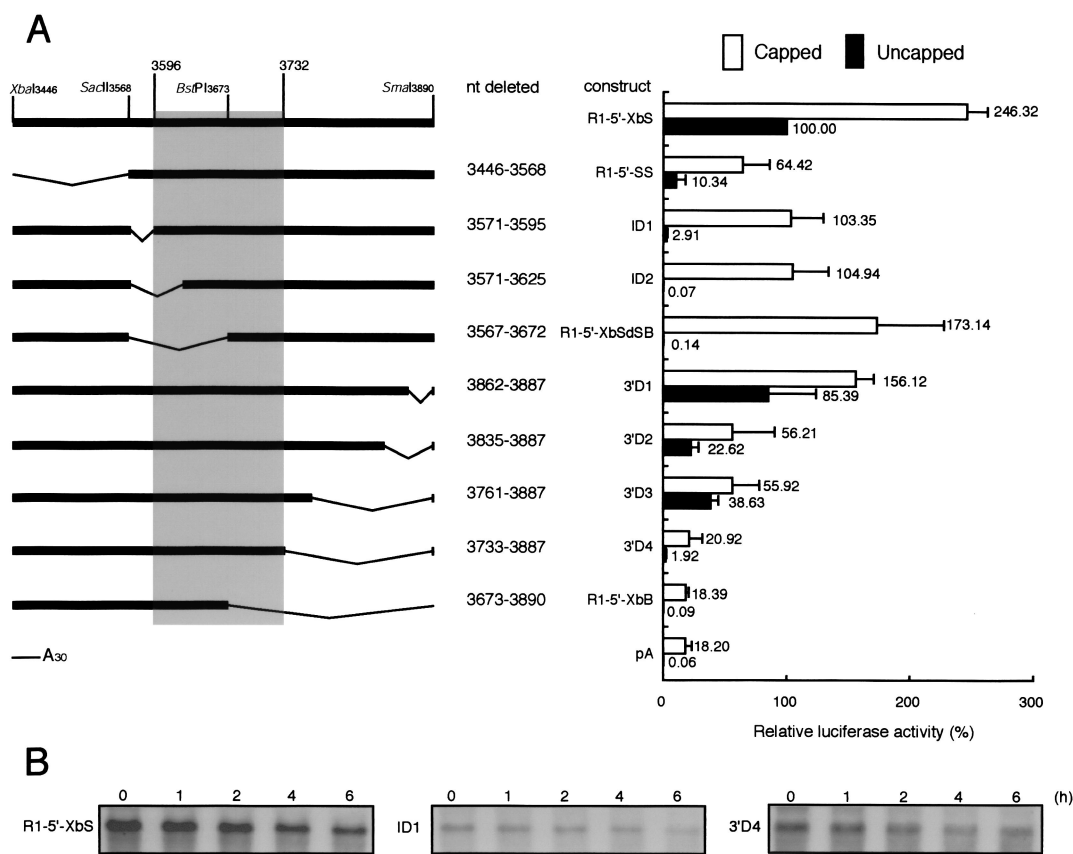 A
Capped Uncapped
3596 3732
XbaI3446 SacII3568 BstPI3673 SmaI3890 nt deleted construct
R1-5'-XbS 246.32
100.00
3446-3568 R1-5'-SS 64.42
10.34
3571-3595 ID1 103.35
2.91
3571-3625 ID2 104.94
0.07
3567-3672 R1-5'-XbSdSB 173.14
0.14
3862-3887 3'D1 156.12
85.39
3835-3887 3'D2 56.21
22.62
3761-3887 3'D3 55.92
38.63
3733-3887 3'D4 20.92
1.92
3673-3890 R1-5'-XbB 18.39
0.09
A30 pA 18.20
0.06
0 100 200 300
Relative luciferase activity (%)
B
0 1 2 4 6 0 1 2 4 6 0 1 2 4 6 (h)
R1-5'-XbS ID1 3'D4